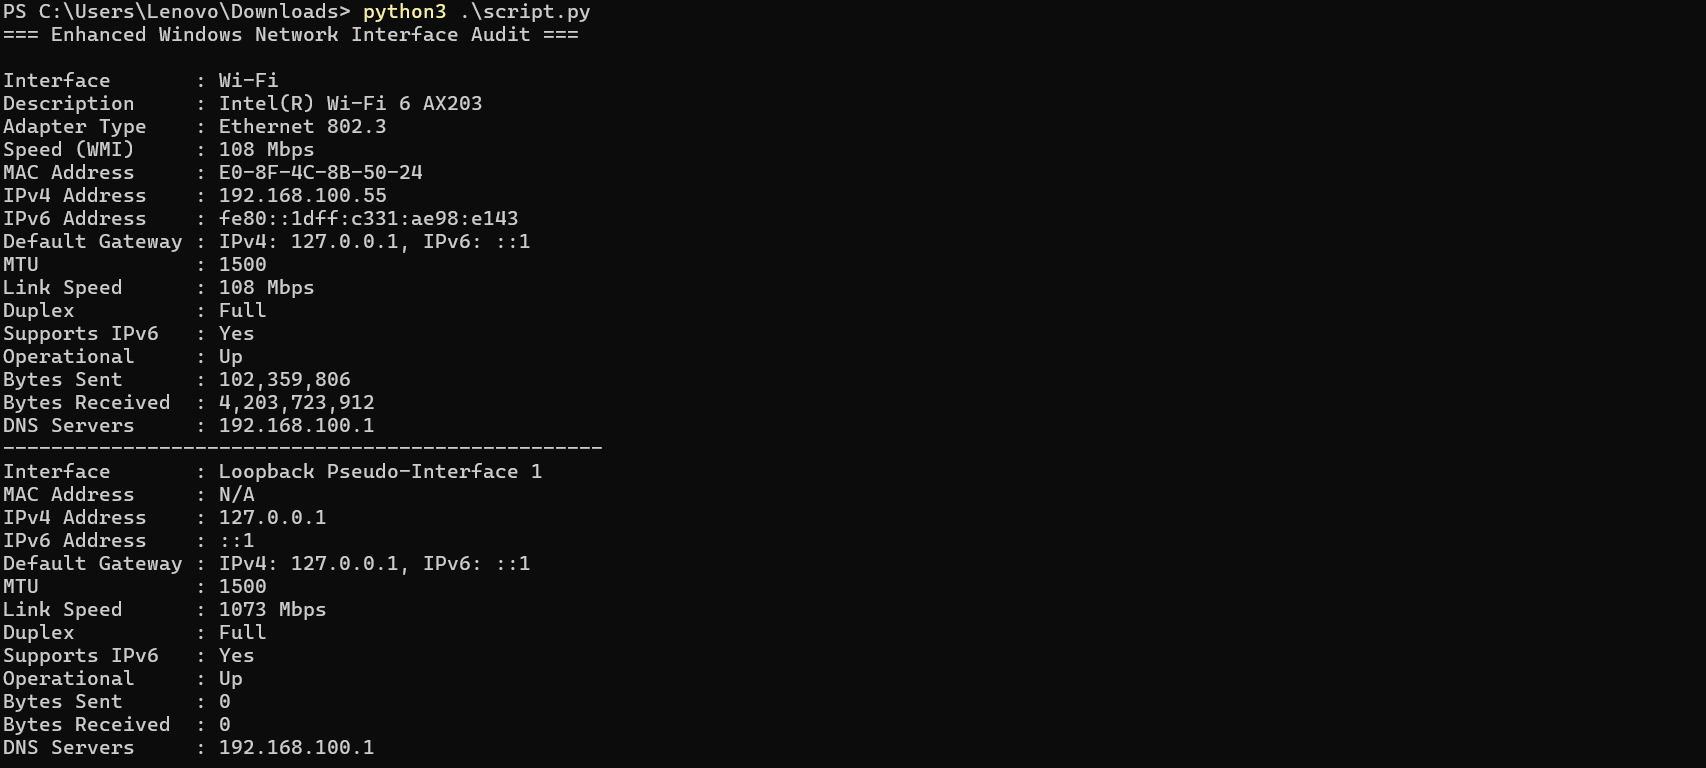 PS C:\Users\Lenovo\Downloads> python3 .\script.py
=== Enhanced Windows Network Interface Audit ===

Interface       : Wi-Fi
Description     : Intel(R) Wi-Fi 6 AX203
Adapter Type    : Ethernet 802.3
Speed (WMI)     : 108 Mbps
MAC Address     : E0-8F-4C-8B-50-24
IPv4 Address    : 192.168.100.55
IPv6 Address    : fe80::1dff:c331:ae98:e143
Default Gateway : IPv4: 127.0.0.1, IPv6: ::1
MTU             : 1500
Link Speed      : 108 Mbps
Duplex          : Full
Supports IPv6   : Yes
Operational     : Up
Bytes Sent      : 102,359,806
Bytes Received  : 4,203,723,912
DNS Servers     : 192.168.100.1
--------------------------------------------------
Interface       : Loopback Pseudo-Interface 1
MAC Address     : N/A
IPv4 Address    : 127.0.0.1
IPv6 Address    : ::1
Default Gateway : IPv4: 127.0.0.1, IPv6: ::1
MTU             : 1500
Link Speed      : 1073 Mbps
Duplex          : Full
Supports IPv6   : Yes
Operational     : Up
Bytes Sent      : 0
Bytes Received  : 0
DNS Servers     : 192.168.100.1